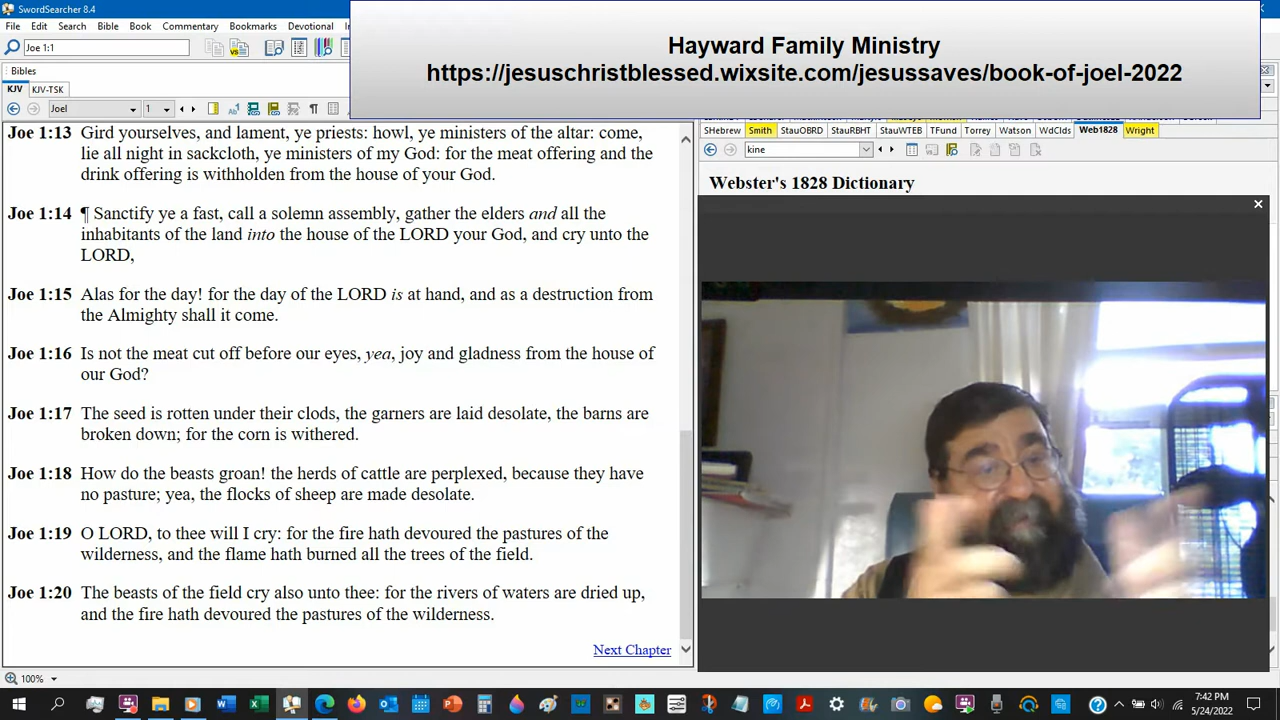 SwordSearcher 8.4
File Edit Search Bible Book Commentary Bookmarks Devotional
Hayward Family Ministry
https://jesuschristblessed.wixsite.com/jesussaves/book-of-joel-2022
Joe 1:1
Bibles
KJV KJV-TSK
Joel 1
SHebrew Smith StauOBRD StauRBHT StauWTEB TFund Torrey Watson WdClds Web1828 Wright
kine
Webster's 1828 Dictionary
Joe 1:13 Gird yourselves, and lament, ye priests: howl, ye ministers of the altar: come,
lie all night in sackcloth, ye ministers of my God: for the meat offering and the
drink offering is withholden from the house of your God.
Joe 1:14 ¶ Sanctify ye a fast, call a solemn assembly, gather the elders and all the
inhabitants of the land into the house of the LORD your God, and cry unto the
LORD,
Joe 1:15 Alas for the day! for the day of the LORD is at hand, and as a destruction from
the Almighty shall it come.
Joe 1:16 Is not the meat cut off before our eyes, yea, joy and gladness from the house of
our God?
Joe 1:17 The seed is rotten under their clods, the garners are laid desolate, the barns are
broken down; for the corn is withered.
Joe 1:18 How do the beasts groan! the herds of cattle are perplexed, because they have
no pasture; yea, the flocks of sheep are made desolate.
Joe 1:19 O LORD, to thee will I cry: for the fire hath devoured the pastures of the
wilderness, and the flame hath burned all the trees of the field.
Joe 1:20 The beasts of the field cry also unto thee: for the rivers of waters are dried up,
and the fire hath devoured the pastures of the wilderness.
Next Chapter
100%
7:42 PM
5/24/2022